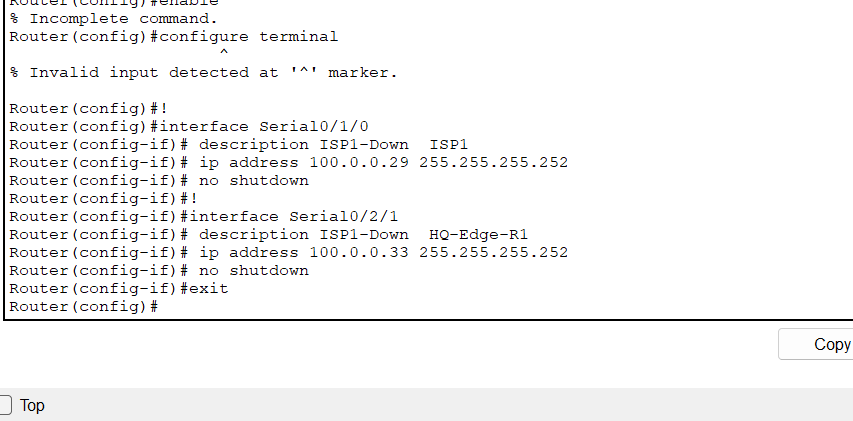 Router(config)#enable
% Incomplete command.
Router(config)#configure terminal
^
% Invalid input detected at '^' marker.
Router(config)#!
Router(config)#interface Serial0/1/0
Router(config-if)# description ISP1-Down  ISP1
Router(config-if)# ip address 100.0.0.29 255.255.255.252
Router(config-if)# no shutdown
Router(config-if)#!
Router(config-if)#interface Serial0/2/1
Router(config-if)# description ISP1-Down  HQ-Edge-R1
Router(config-if)# ip address 100.0.0.33 255.255.255.252
Router(config-if)# no shutdown
Router(config-if)#exit
Router(config)#
Copy
Top